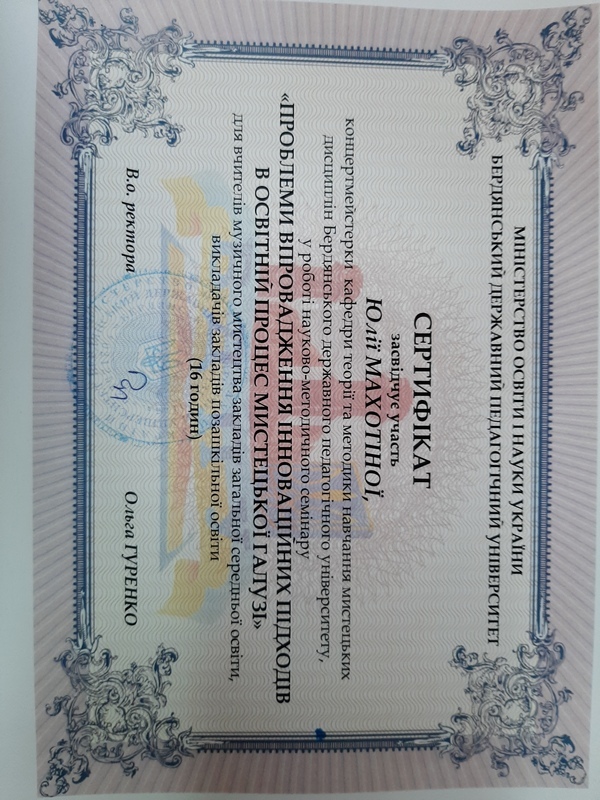 МІНІСТЕРСТВО ОСВІТИ І НАУКИ УКРАЇНИ
БЕРДЯНСЬКИЙ ДЕРЖАВНИЙ ПЕДАГОГІЧНИЙ УНІВЕРСИТЕТ
СЕРТИФІКАТ
засвідчує участь
Юлії МАХОТІНОЇ,
концертмейстерки кафедри теорії та методики навчання мистецьких
дисциплін Бердянського державного педагогічного університету,
у роботі науково-методичного семінару
«ПРОБЛЕМИ ВПРОВАДЖЕННЯ ІННОВАЦІЙНИХ ПІДХОДІВ
В ОСВІТНІЙ ПРОЦЕС МИСТЕЦЬКОЇ ГАЛУЗІ»
для вчителів музичного мистецтва закладів загальної середньої освіти,
викладачів закладів позашкільної освіти
(16 годин)
В.о. ректора Ольга ГУРЕНКО